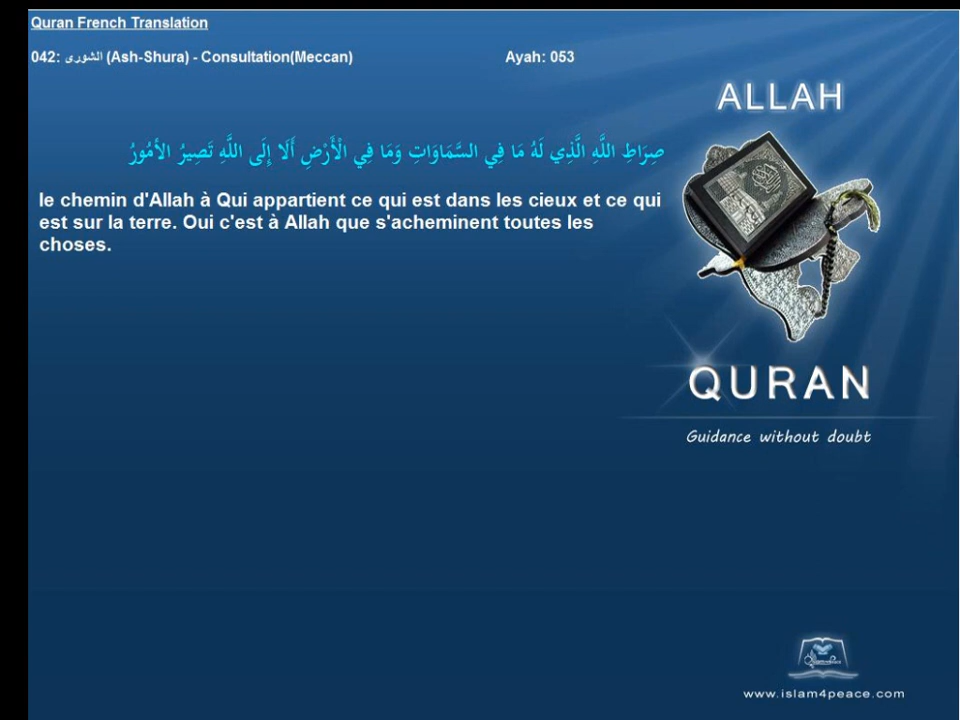 Quran French Translation
042: الشورى (Ash-Shura) - Consultation(Meccan) Ayah: 053
ALLAH
صِرَاطِ اللَّهِ الَّذِي لَهُ مَا فِي السَّمَاوَاتِ وَمَا فِي الْأَرْضِ أَلَا إِلَى اللَّهِ تَصِيرُ الأمُورُ
le chemin d'Allah à Qui appartient ce qui est dans les cieux et ce qui
est sur la terre. Oui c'est à Allah que s'acheminent toutes les
choses.
QURAN
Guidance without doubt
www.islam4peace.com